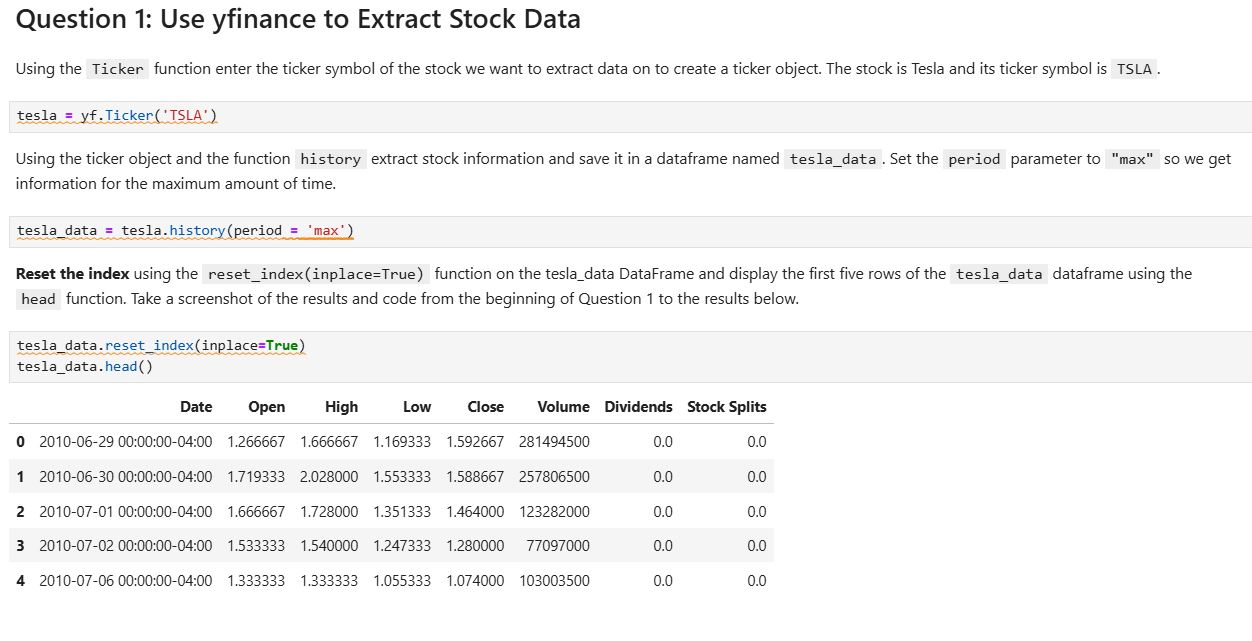 Question 1: Use yfinance to Extract Stock Data
Using the Ticker function enter the ticker symbol of the stock we want to extract data on to create a ticker object. The stock is Tesla and its ticker symbol is TSLA .
tesla = yf.Ticker('TSLA')
Using the ticker object and the function history extract stock information and save it in a dataframe named tesla_data . Set the period parameter to "max" so we get
information for the maximum amount of time.
tesla_data = tesla.history(period = 'max')
Reset the index using the reset_index(inplace=True) function on the tesla_data DataFrame and display the first five rows of the tesla_data dataframe using the
head function. Take a screenshot of the results and code from the beginning of Question 1 to the results below.
tesla_data.reset_index(inplace=True)
tesla_data.head()
Date Open High Low Close Volume Dividends Stock Splits
0 2010-06-29 00:00:00-04:00 1.266667 1.666667 1.169333 1.592667 281494500 0.0 0.0
1 2010-06-30 00:00:00-04:00 1.719333 2.028000 1.553333 1.588667 257806500 0.0 0.0
2 2010-07-01 00:00:00-04:00 1.666667 1.728000 1.351333 1.464000 123282000 0.0 0.0
3 2010-07-02 00:00:00-04:00 1.533333 1.540000 1.247333 1.280000 77097000 0.0 0.0
4 2010-07-06 00:00:00-04:00 1.333333 1.333333 1.055333 1.074000 103003500 0.0 0.0